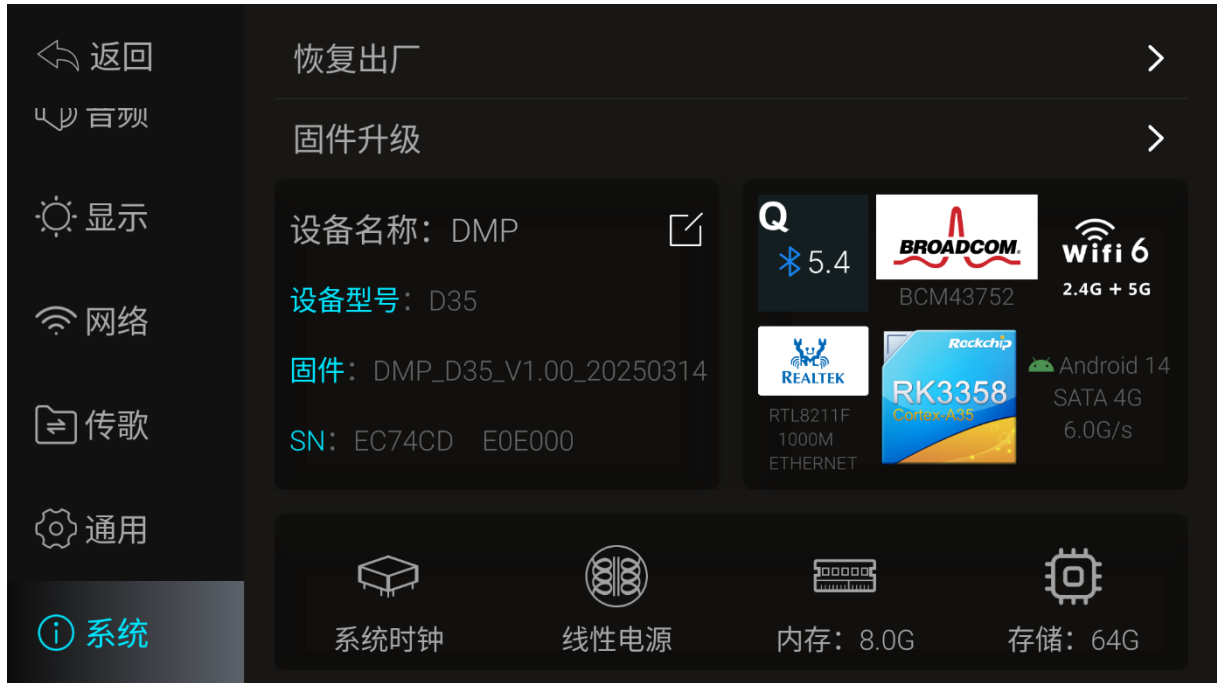 返回
音频
显示
网络
传歌
通用
系统
恢复出厂
固件升级
设备名称：DMP
设备型号：D35
固件：DMP_D35_V1.00_20250314
SN：EC74CD E0E000
Q
5.4
BROADCOM.
BCM43752
Wifi 6
2.4G + 5G
REALTEK
RTL8211F
1000M
ETHERNET
Rockchip
RK3358
Cortex-A35
Android 14
SATA 4G
6.0G/s
系统时钟
线性电源
内存：8.0G
存储：64G